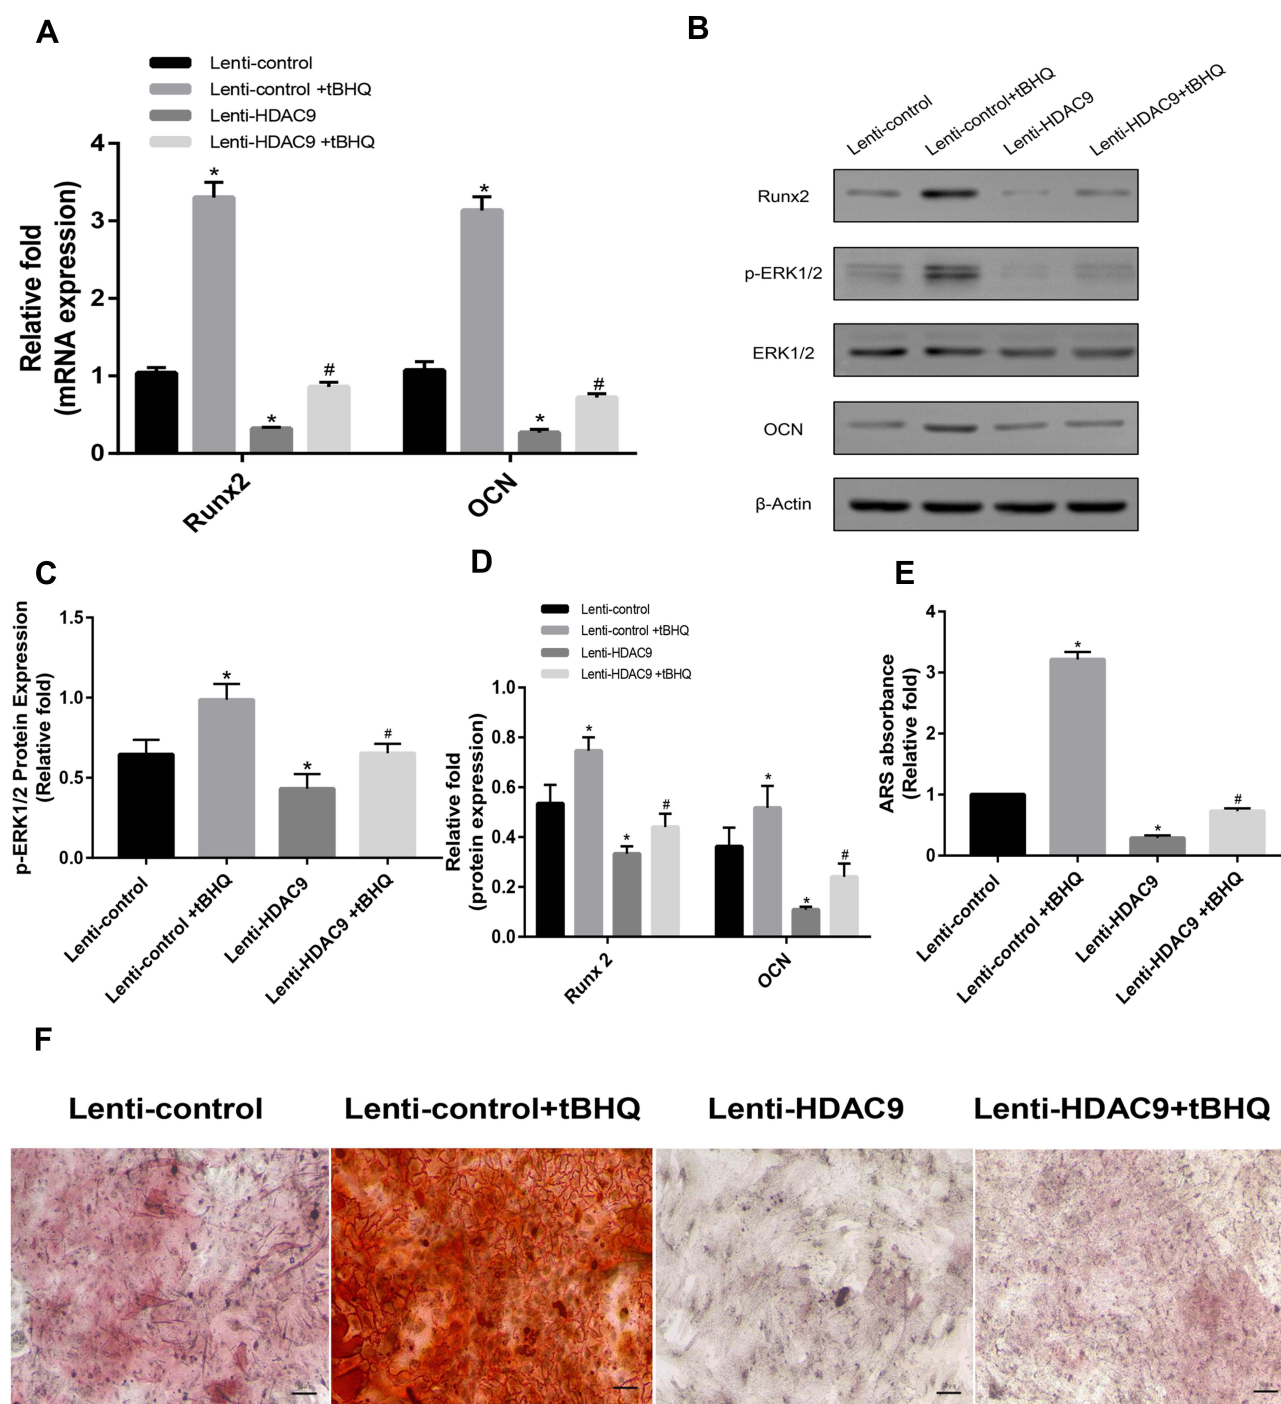 A
Lenti-control
Lenti-control +tBHQ
Lenti-HDAC9
Lenti-HDAC9 +tBHQ
Relative fold
(mRNA expression)
4
3
2
1
0
*
*
#
*
*
#
Runx2
OCN
B
Lenti-control
Lenti-control+tBHQ
Lenti-HDAC9
Lenti-HDAC9+tBHQ
Runx2
p-ERK1/2
ERK1/2
OCN
β-Actin
C
p-ERK1/2 Protein Expression
(Relative fold)
1.5
1.0
0.5
0.0
*
*
#
Lenti-control
Lenti-control +tBHQ
Lenti-HDAC9
Lenti-HDAC9 +tBHQ
D
Lenti-control
Lenti-control +tBHQ
Lenti-HDAC9
Lenti-HDAC9 +tBHQ
Relative fold
(protein expression)
1.0
0.8
0.6
0.4
0.2
0.0
*
*
#
*
*
#
Runx 2
OCN
E
ARS absorbance
(Relative fold)
4
3
2
1
0
*
*
#
Lenti-control
Lenti-control +tBHQ
Lenti-HDAC9
Lenti-HDAC9 +tBHQ
F
Lenti-control
Lenti-control+tBHQ
Lenti-HDAC9
Lenti-HDAC9+tBHQ